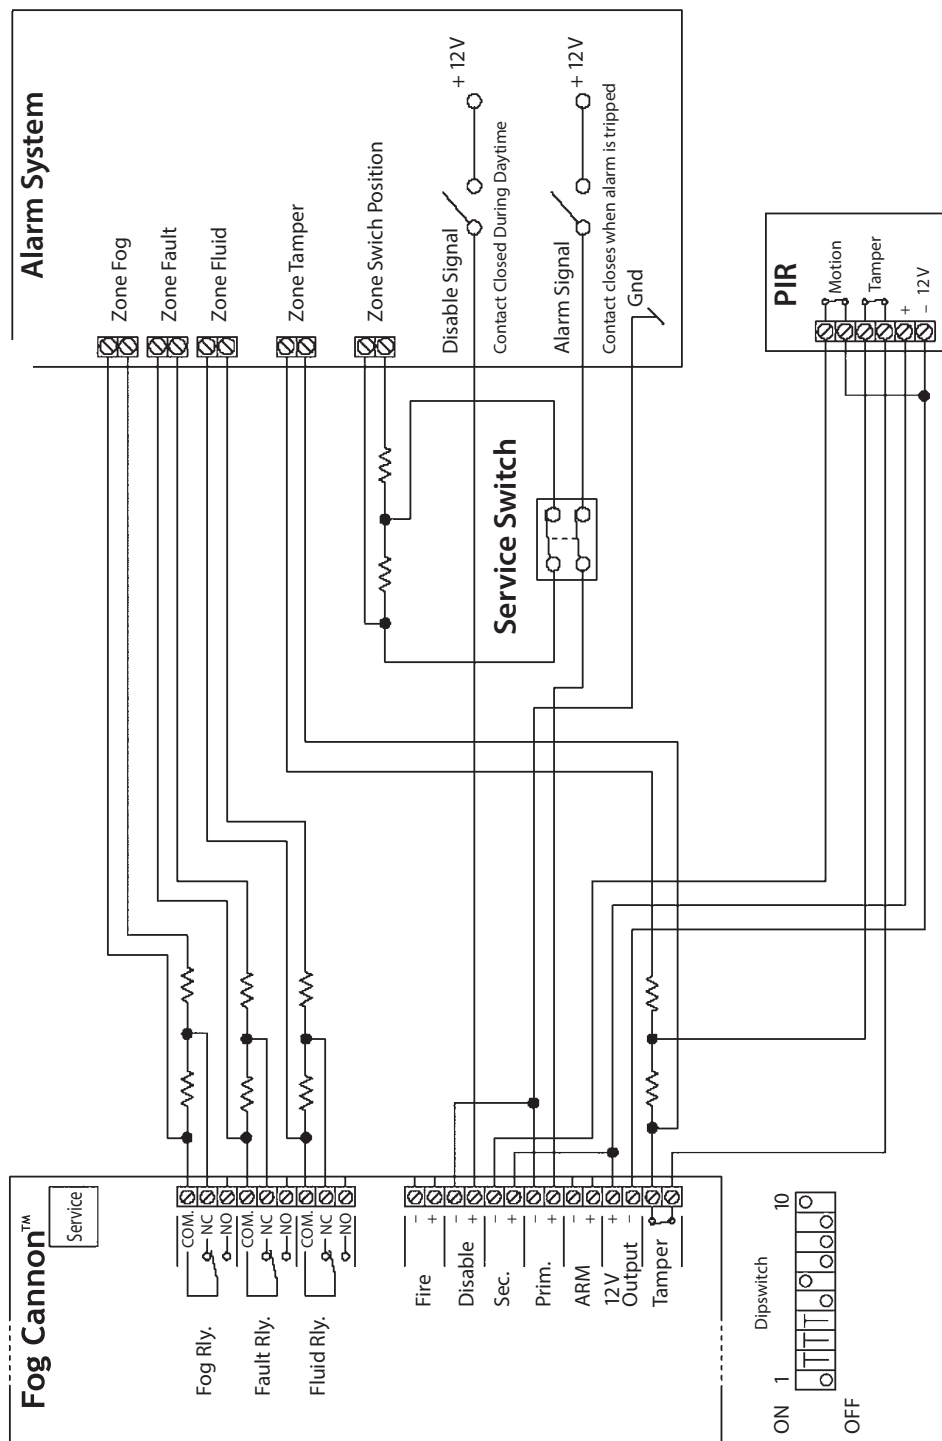 Alarm System
Zone Fog
Zone Fault
Zone Fluid
Zone Tamper
Zone Swich Position
Disable Signal
+ 12V
Contact Closed During Daytime
Alarm Signal
+ 12V
Contact closes when alarm is tripped
Gnd
Service Switch
PIR
Motion
Tamper
+
–
12V
Fog Cannon™
Service
Fog Rly.
COM.
NC
NO
Fault Rly.
COM.
NC
NO
Fluid Rly.
COM.
NC
NO
Fire
–
+
Disable
–
+
Sec.
–
+
Prim.
–
+
ARM
–
+
12V
Output
+
–
Tamper
Dipswitch
ON
1
10
T T T T T
OFF